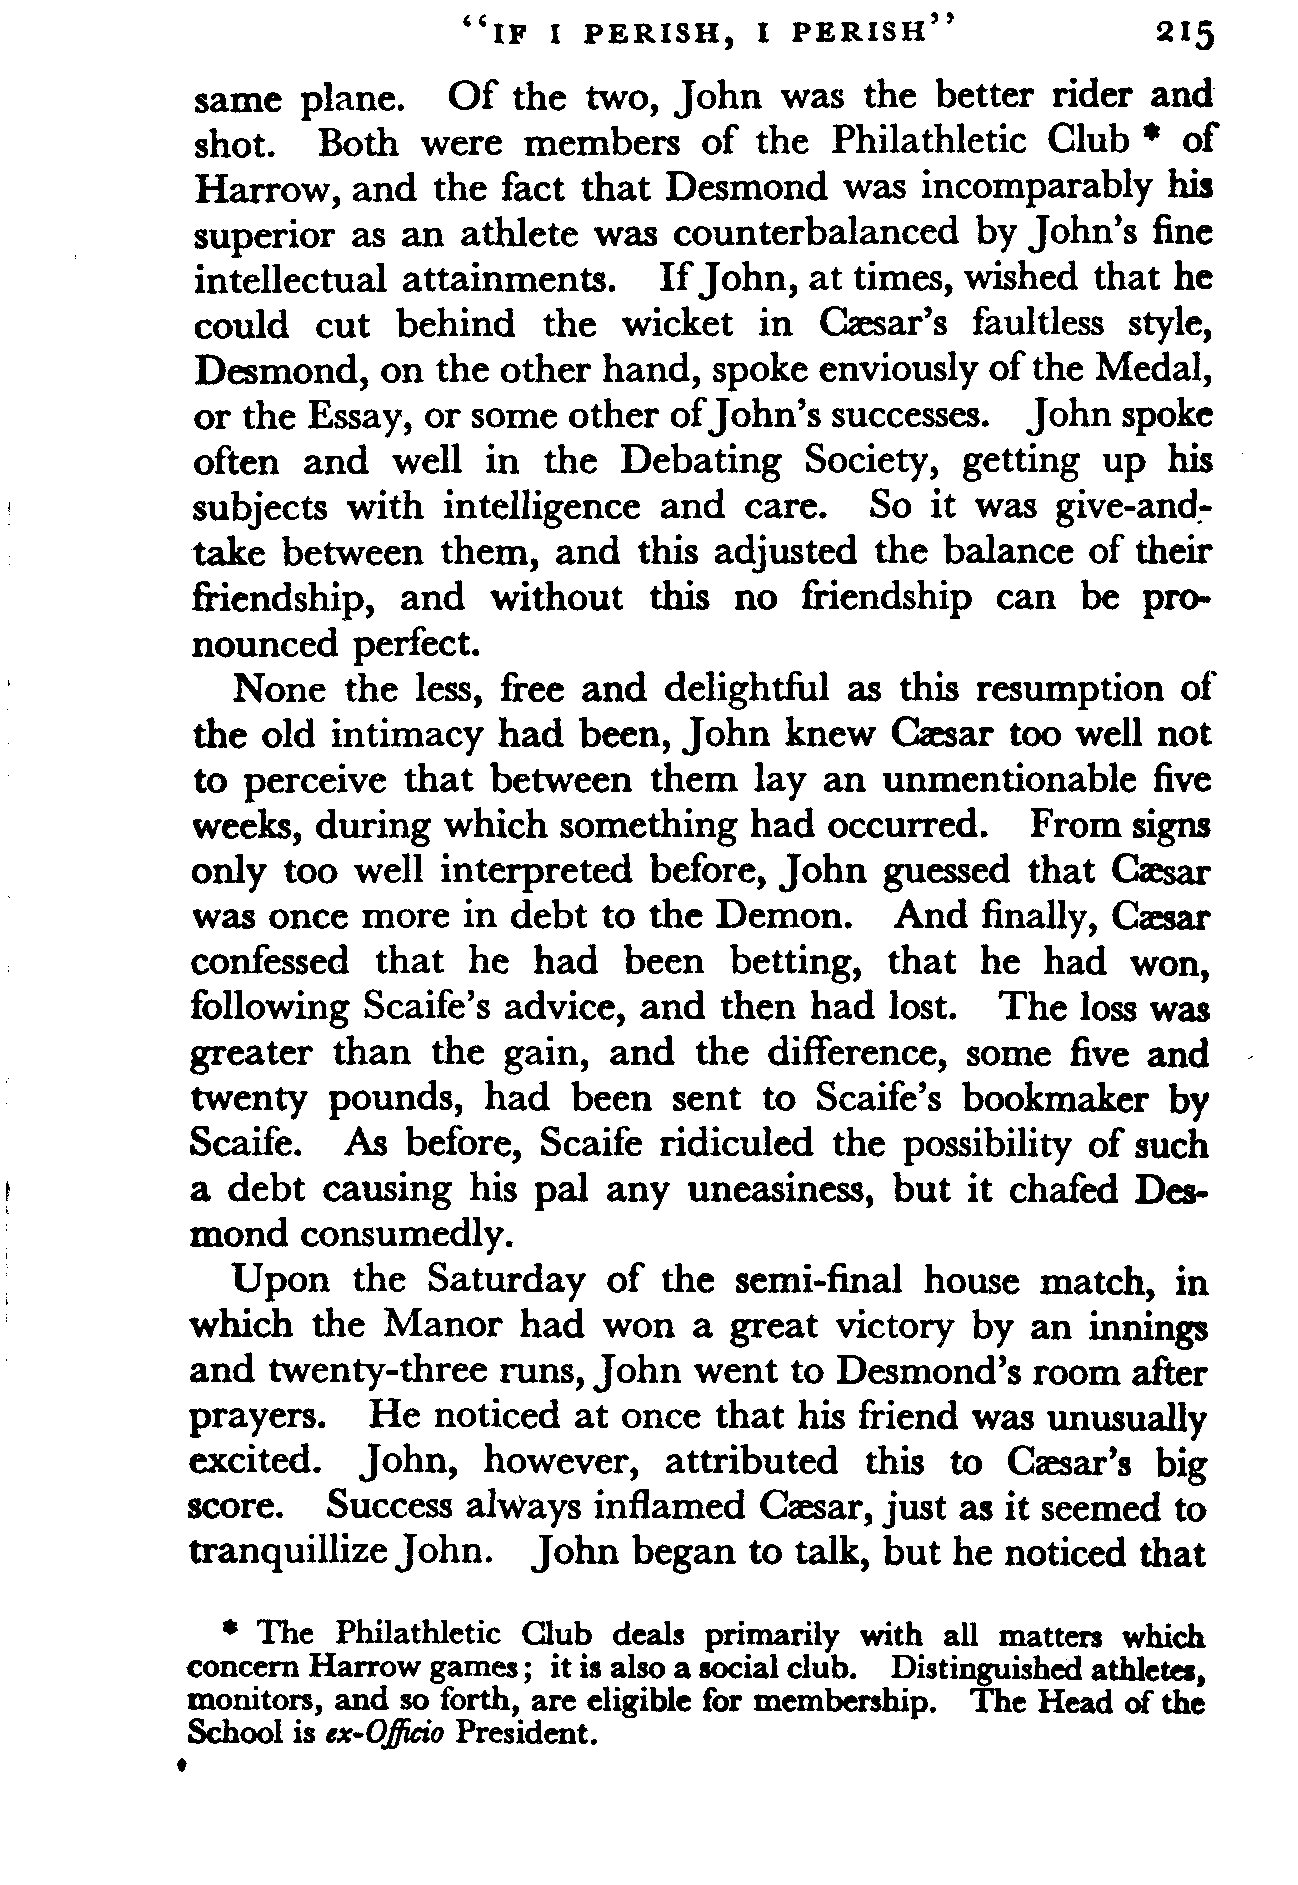 “IF I PERISH, I PERISH” 215
same plane. Of the two, John was the better rider and
shot. Both were members of the Philathletic Club * of
Harrow, and the fact that Desmond was incomparably his
superior as an athlete was counterbalanced by John’s fine
intellectual attainments. If John, at times, wished that he
could cut behind the wicket in Cæsar’s faultless style,
Desmond, on the other hand, spoke enviously of the Medal,
or the Essay, or some other of John’s successes. John spoke
often and well in the Debating Society, getting up his
subjects with intelligence and care. So it was give-and-
take between them, and this adjusted the balance of their
friendship, and without this no friendship can be pro-
nounced perfect.
None the less, free and delightful as this resumption of
the old intimacy had been, John knew Cæsar too well not
to perceive that between them lay an unmentionable five
weeks, during which something had occurred. From signs
only too well interpreted before, John guessed that Cæsar
was once more in debt to the Demon. And finally, Cæsar
confessed that he had been betting, that he had won,
following Scaife’s advice, and then had lost. The loss was
greater than the gain, and the difference, some five and
twenty pounds, had been sent to Scaife’s bookmaker by
Scaife. As before, Scaife ridiculed the possibility of such
a debt causing his pal any uneasiness, but it chafed Des-
mond consumedly.
Upon the Saturday of the semi-final house match, in
which the Manor had won a great victory by an innings
and twenty-three runs, John went to Desmond’s room after
prayers. He noticed at once that his friend was unusually
excited. John, however, attributed this to Cæsar’s big
score. Success always inflamed Cæsar, just as it seemed to
tranquillize John. John began to talk, but he noticed that
* The Philathletic Club deals primarily with all matters which
concern Harrow games; it is also a social club. Distinguished athletes,
monitors, and so forth, are eligible for membership. The Head of the
School is ex-Officio President.